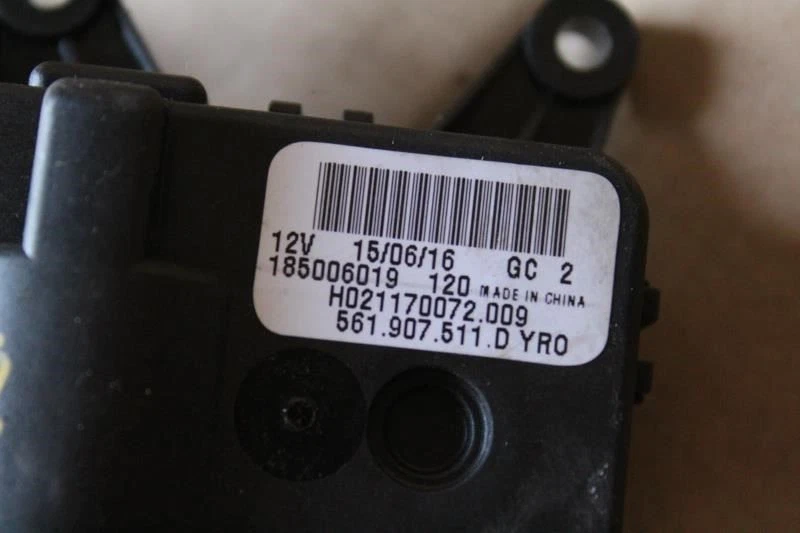 12V 15/06/16 GC 2
185006019 120 MADE IN CHINA
H021170072.009
561.907.511.D YRO